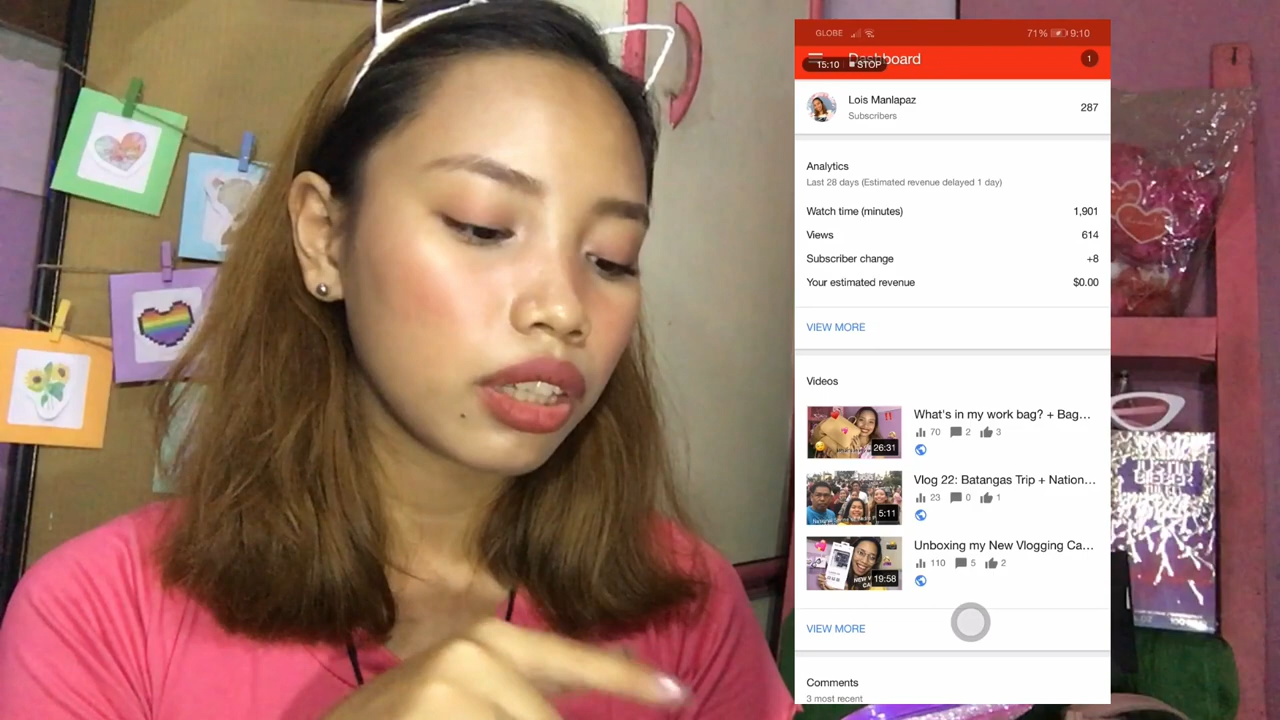 GLOBE 71% 9:10
Dashboard 1
15:10 STOP
Lois Manlapaz
Subscribers
287
Analytics
Last 28 days (Estimated revenue delayed 1 day)
Watch time (minutes) 1,901
Views 614
Subscriber change +8
Your estimated revenue $0.00
VIEW MORE
Videos
What's in my work bag? + Bag...
70 2 3
26:31
Vlog 22: Batangas Trip + Nation...
23 0 1
5:11
Unboxing my New Vlogging Ca...
110 5 2
19:58
VIEW MORE
Comments
3 most recent